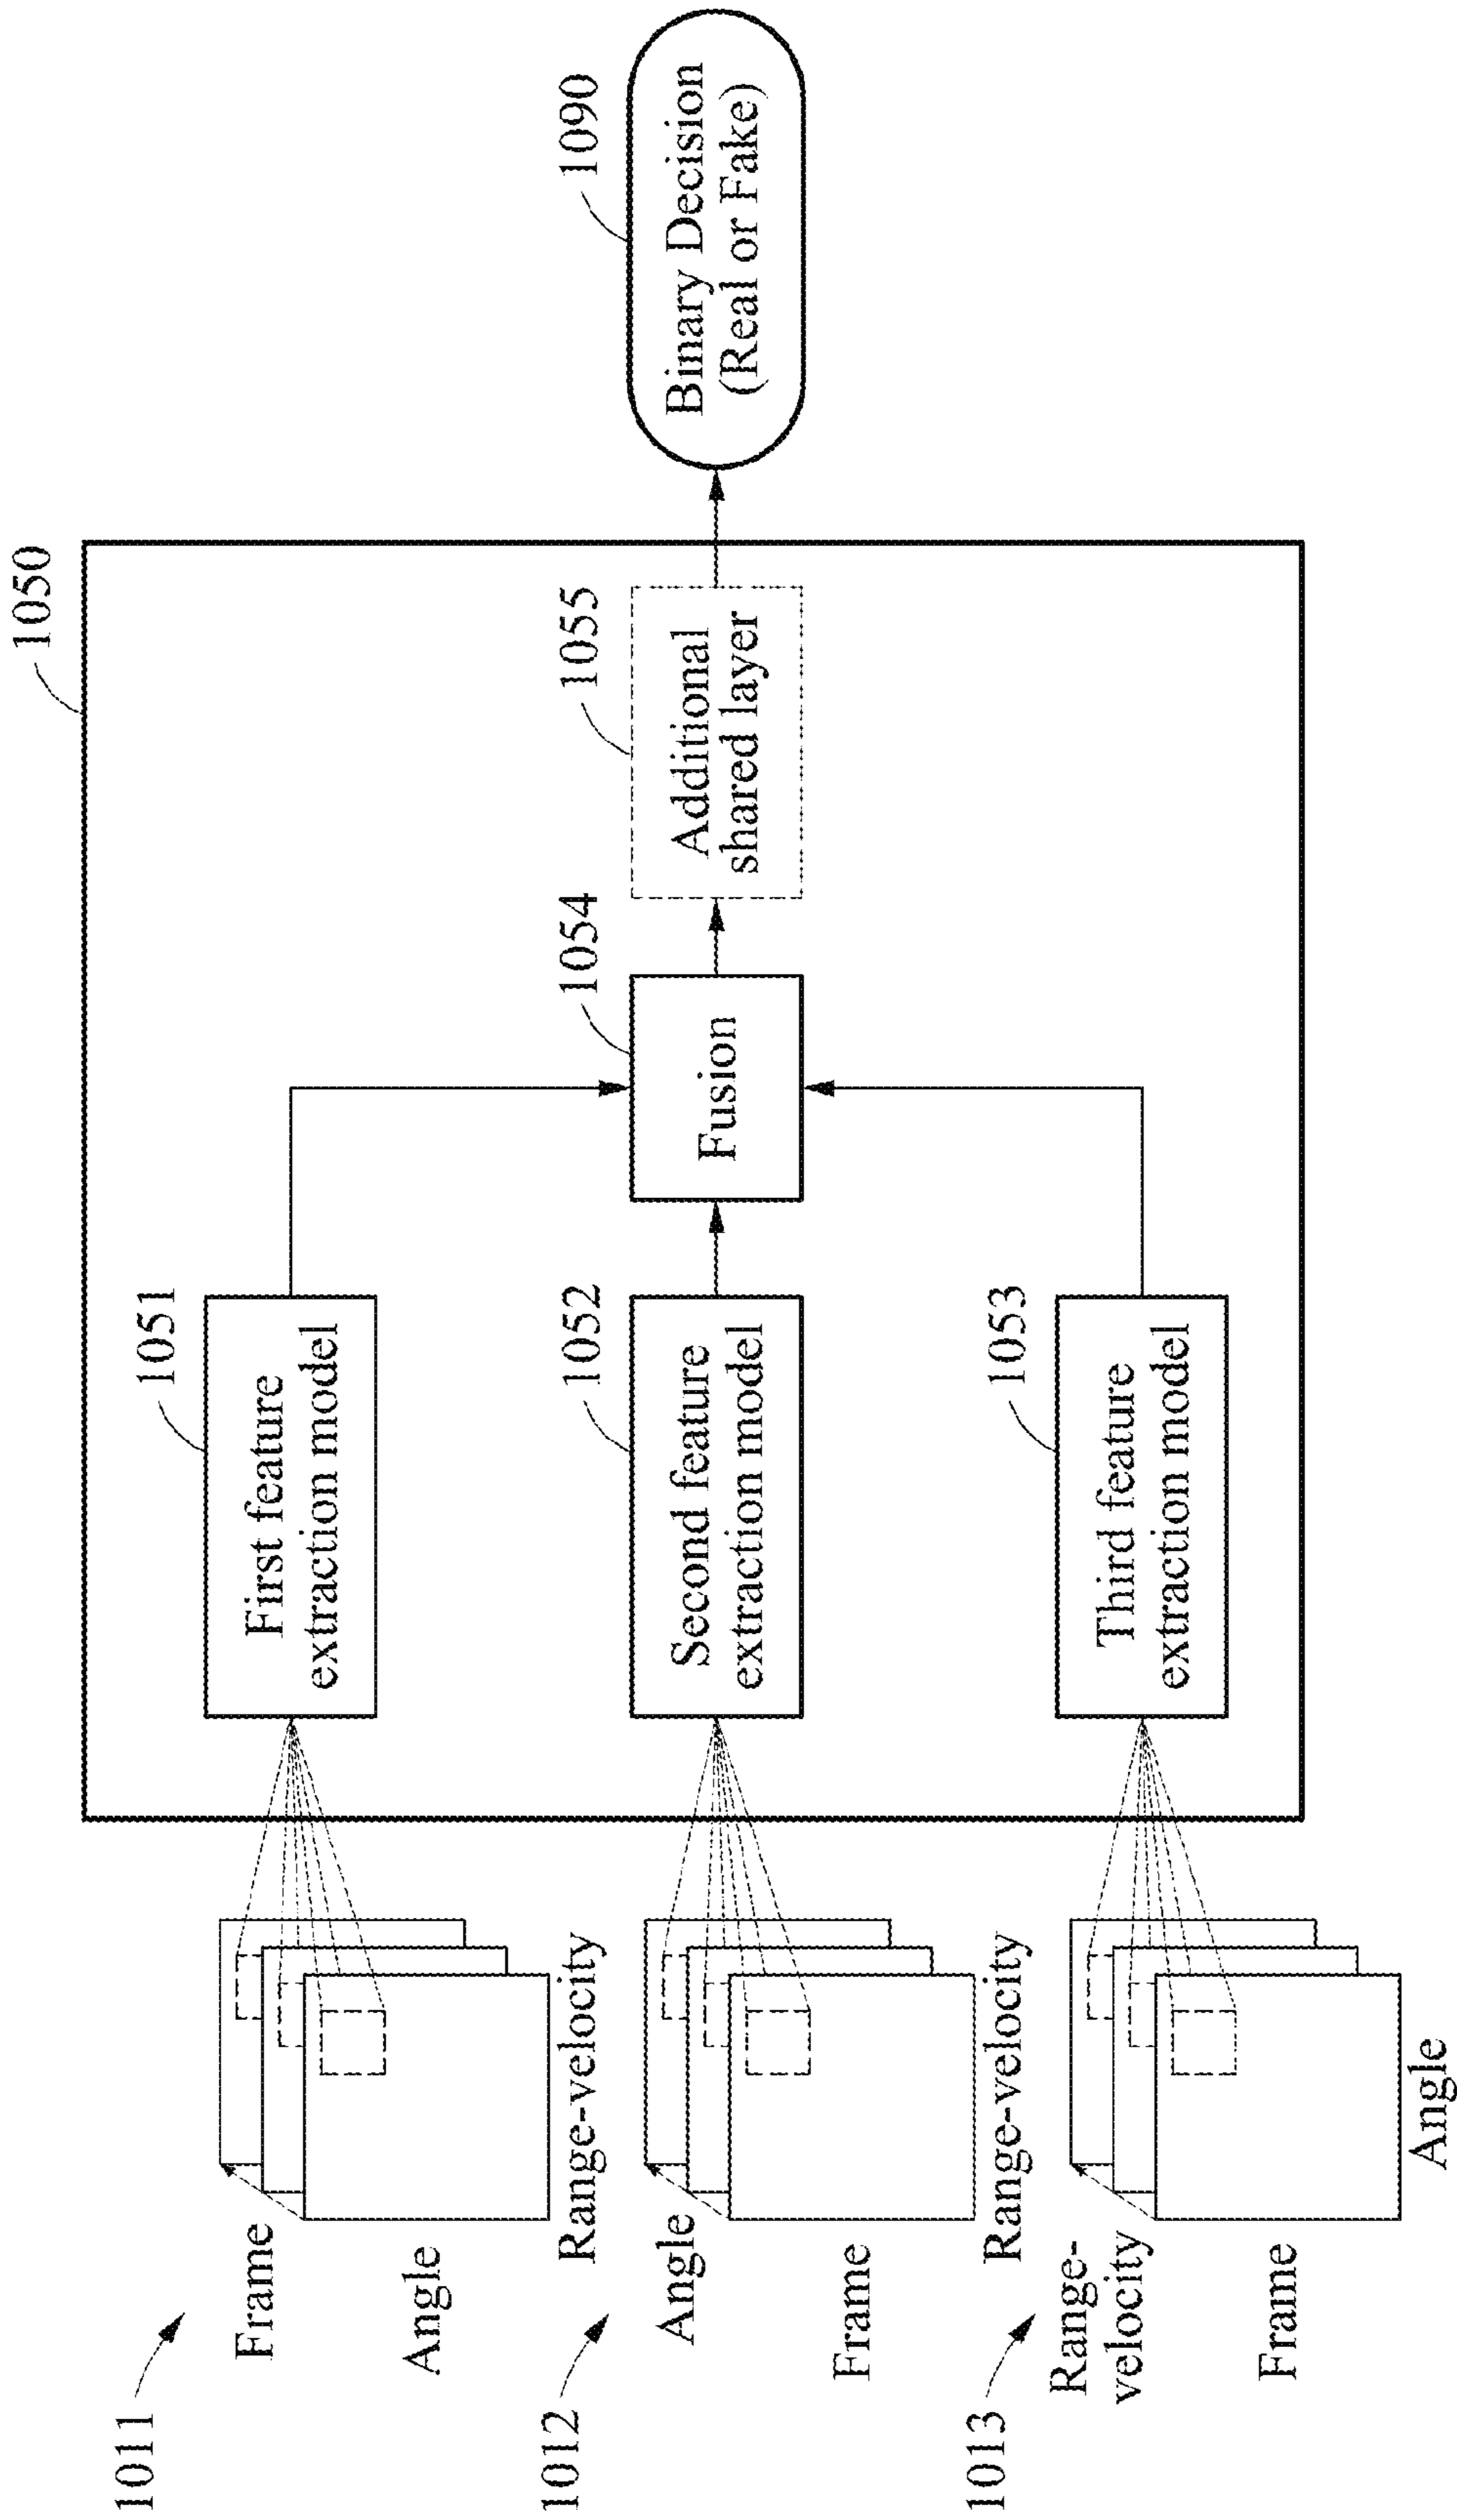 1050
1011
Frame
Angle
Range-velocity
1051
First feature
extraction model
1012
Angle
Frame
Range-velocity
1052
Second feature
extraction model
1054
Fusion
1055
Additional
shared layer
1090
Binary Decision
(Real or Fake)
1013
Range-
velocity
Frame
Angle
1053
Third feature
extraction model